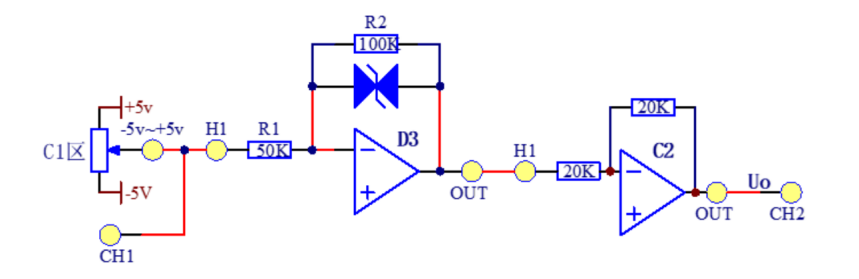 R2
100K
+5v
-5v~+5v
H1
R1
D3
H1
20K
C2
C1区
50K
20K
-5V
OUT
Uo
OUT
CH2
CH1